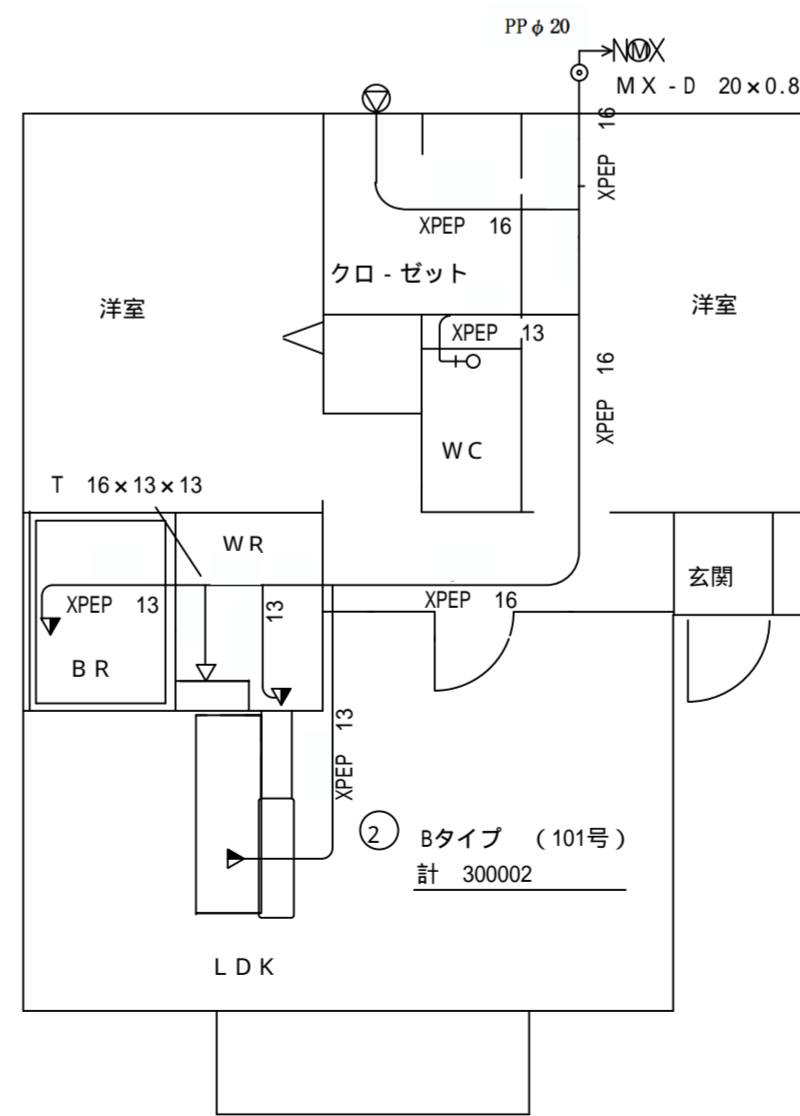 PPφ20
MX-D 20×0.8
XPEP 16
XPEP 16
クロ-ゼット
洋室
洋室
XPEP 13
XPEP 16
WC
T 16×13×13
WR
玄関
XPEP 13
13
XPEP 16
BR
XPEP 13
2
Bタイプ （101号）
計 300002
LDK